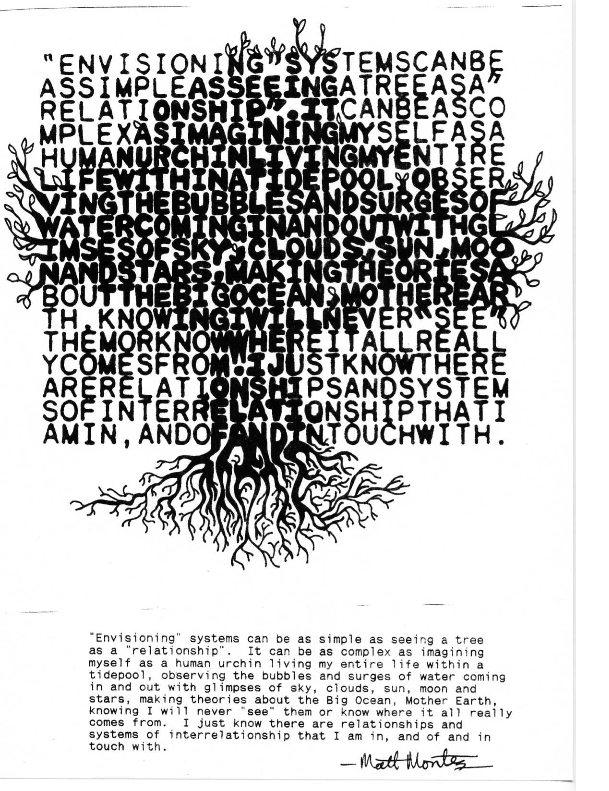 "ENVISIONING"SYSTEMSCANBE
ASSIMPLEASSEEINGATREEASA"
RELATIONSHIP".ITCANBEASCO
MPLEXASIMAGININGMYSELFASA
HUMANURCHINLIVINGMYENTIRE
LIFEWITHINATIDEPOOL,OBSER
VINGTHEBUBBLESANDSURGESOF
WATERCOMINGINANDOUTWITHGL
IMSESOFSKY,CLOUDS,SUN,MOO
NANDSTARS,MAKINGTHEORIESA
BOUTTHEBIGOCEAN,MOTHEREAR
TH,KNOWINGIWILLNEVER"SEE"
THEMORKNOWWHEREITALLREALL
YCOMESFROM.IJUSTKNOWTHERE
ARERELATIONSHIPSANDSYSTEM
SOFINTERRELATIONSHIPTHATI
AMIN,ANDOFANDINTOUCHWITH.
"Envisioning" systems can be as simple as seeing a tree
as a "relationship".  It can be as complex as imagining
myself as a human urchin living my entire life within a
tidepool, observing the bubbles and surges of water coming
in and out with glimpses of sky, clouds, sun, moon and
stars, making theories about the Big Ocean, Mother Earth,
knowing I will never "see" them or know where it all really
comes from.  I just know there are relationships and
systems of interrelationship that I am in, and of and in
touch with.
—Matt Montez